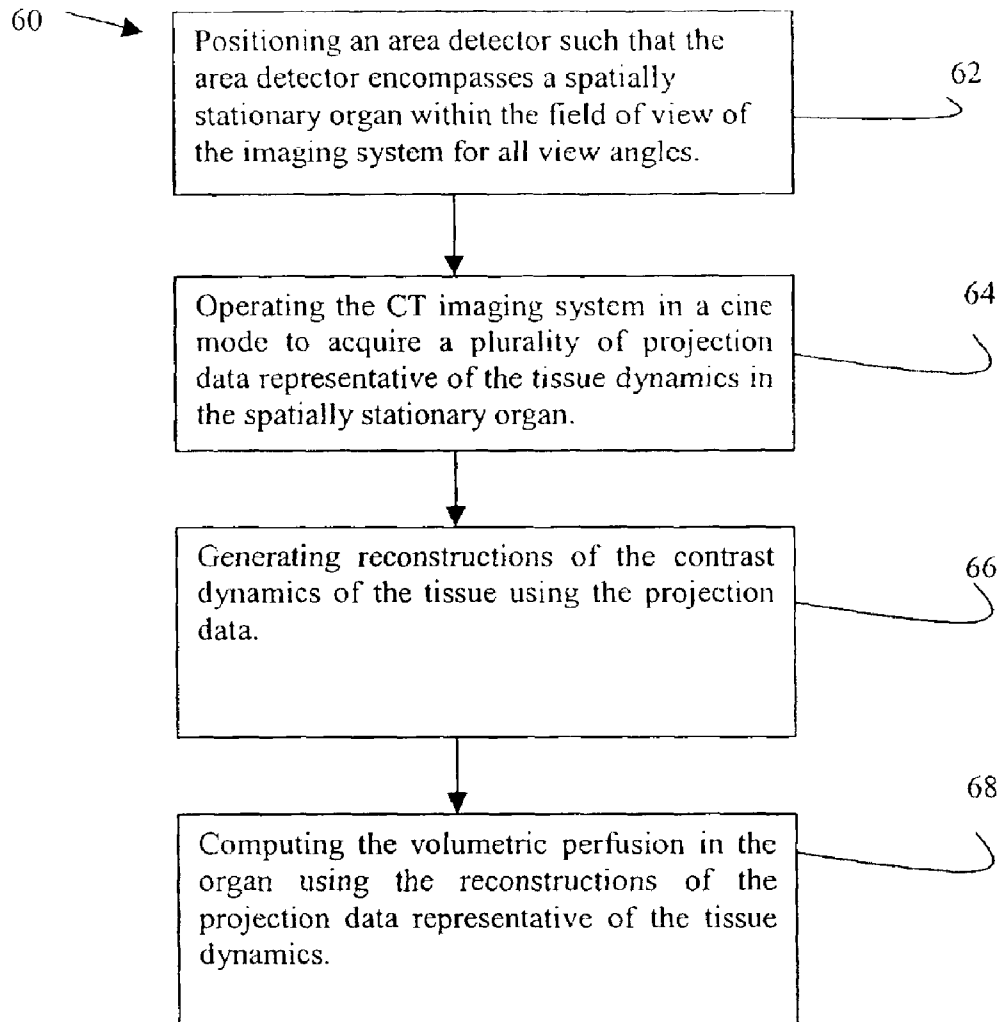 60
Positioning an area detector such that the
area detector encompasses a spatially
stationary organ within the field of view of
the imaging system for all view angles.
62
Operating the CT imaging system in a cine
mode to acquire a plurality of projection
data representative of the tissue dynamics in
the spatially stationary organ.
64
Generating reconstructions of the contrast
dynamics of the tissue using the projection
data.
66
Computing the volumetric perfusion in the
organ using the reconstructions of the
projection data representative of the tissue
dynamics.
68